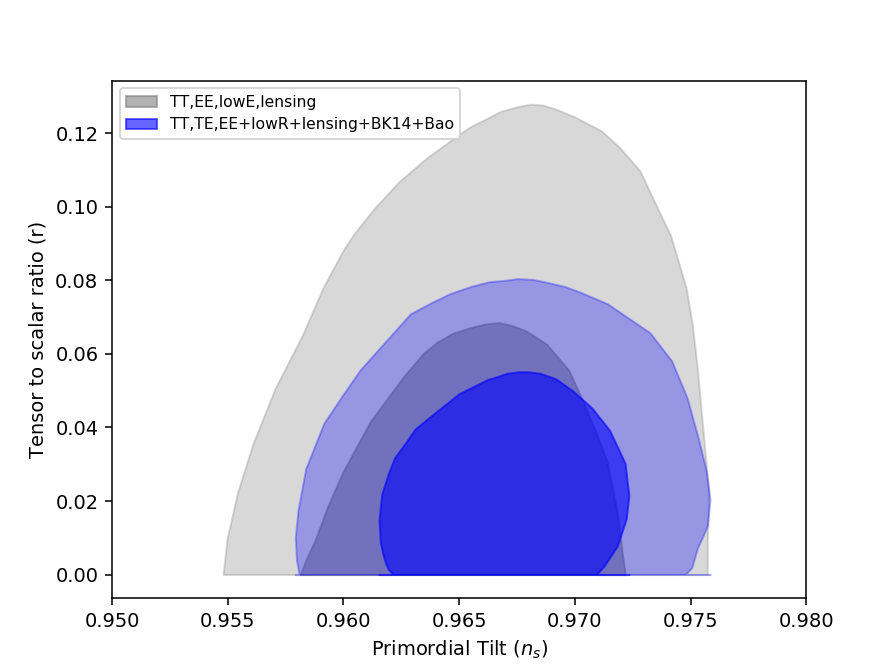 TT,EE,lowE,lensing
TT,TE,EE+lowR+lensing+BK14+Bao
Tensor to scalar ratio (r)
0.12
0.10
0.08
0.06
0.04
0.02
0.00
0.950 0.955 0.960 0.965 0.970 0.975 0.980
Primordial Tilt (nₛ)